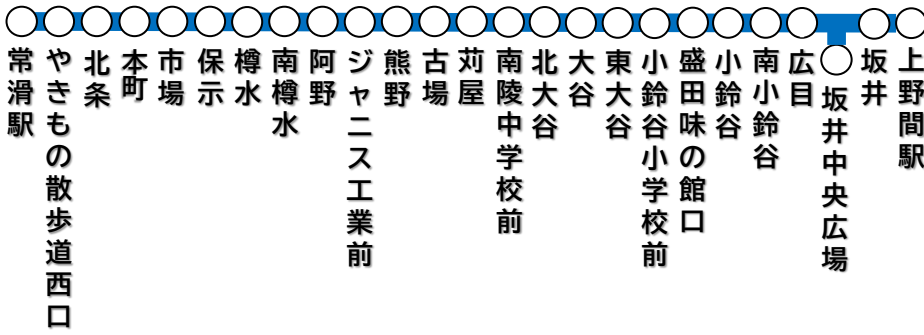 常滑駅
やきもの散歩道西口
北条
本町
市場
保示
樽水
南樽水
阿野
ジャニス工業前
熊野
古場
苅屋
南陵中学校前
北大谷
大谷
東大谷
小鈴谷小学校前
盛田味の館口
小鈴谷
南小鈴谷
広目
坂井中央広場
坂井
上野間駅